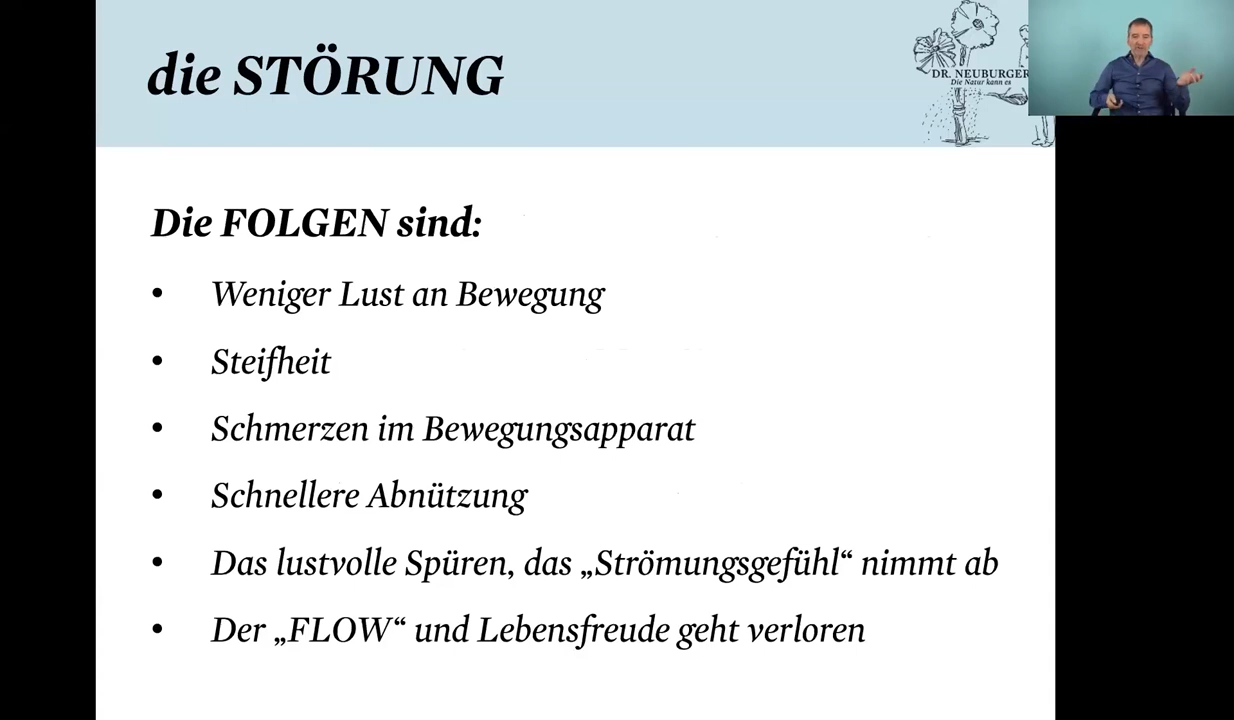 die STÖRUNG
DR. NEUBURGER
Die Natur kann es
Die FOLGEN sind:
• Weniger Lust an Bewegung
• Steifheit
• Schmerzen im Bewegungsapparat
• Schnellere Abnützung
• Das lustvolle Spüren, das „Strömungsgefühl“ nimmt ab
• Der „FLOW“ und Lebensfreude geht verloren